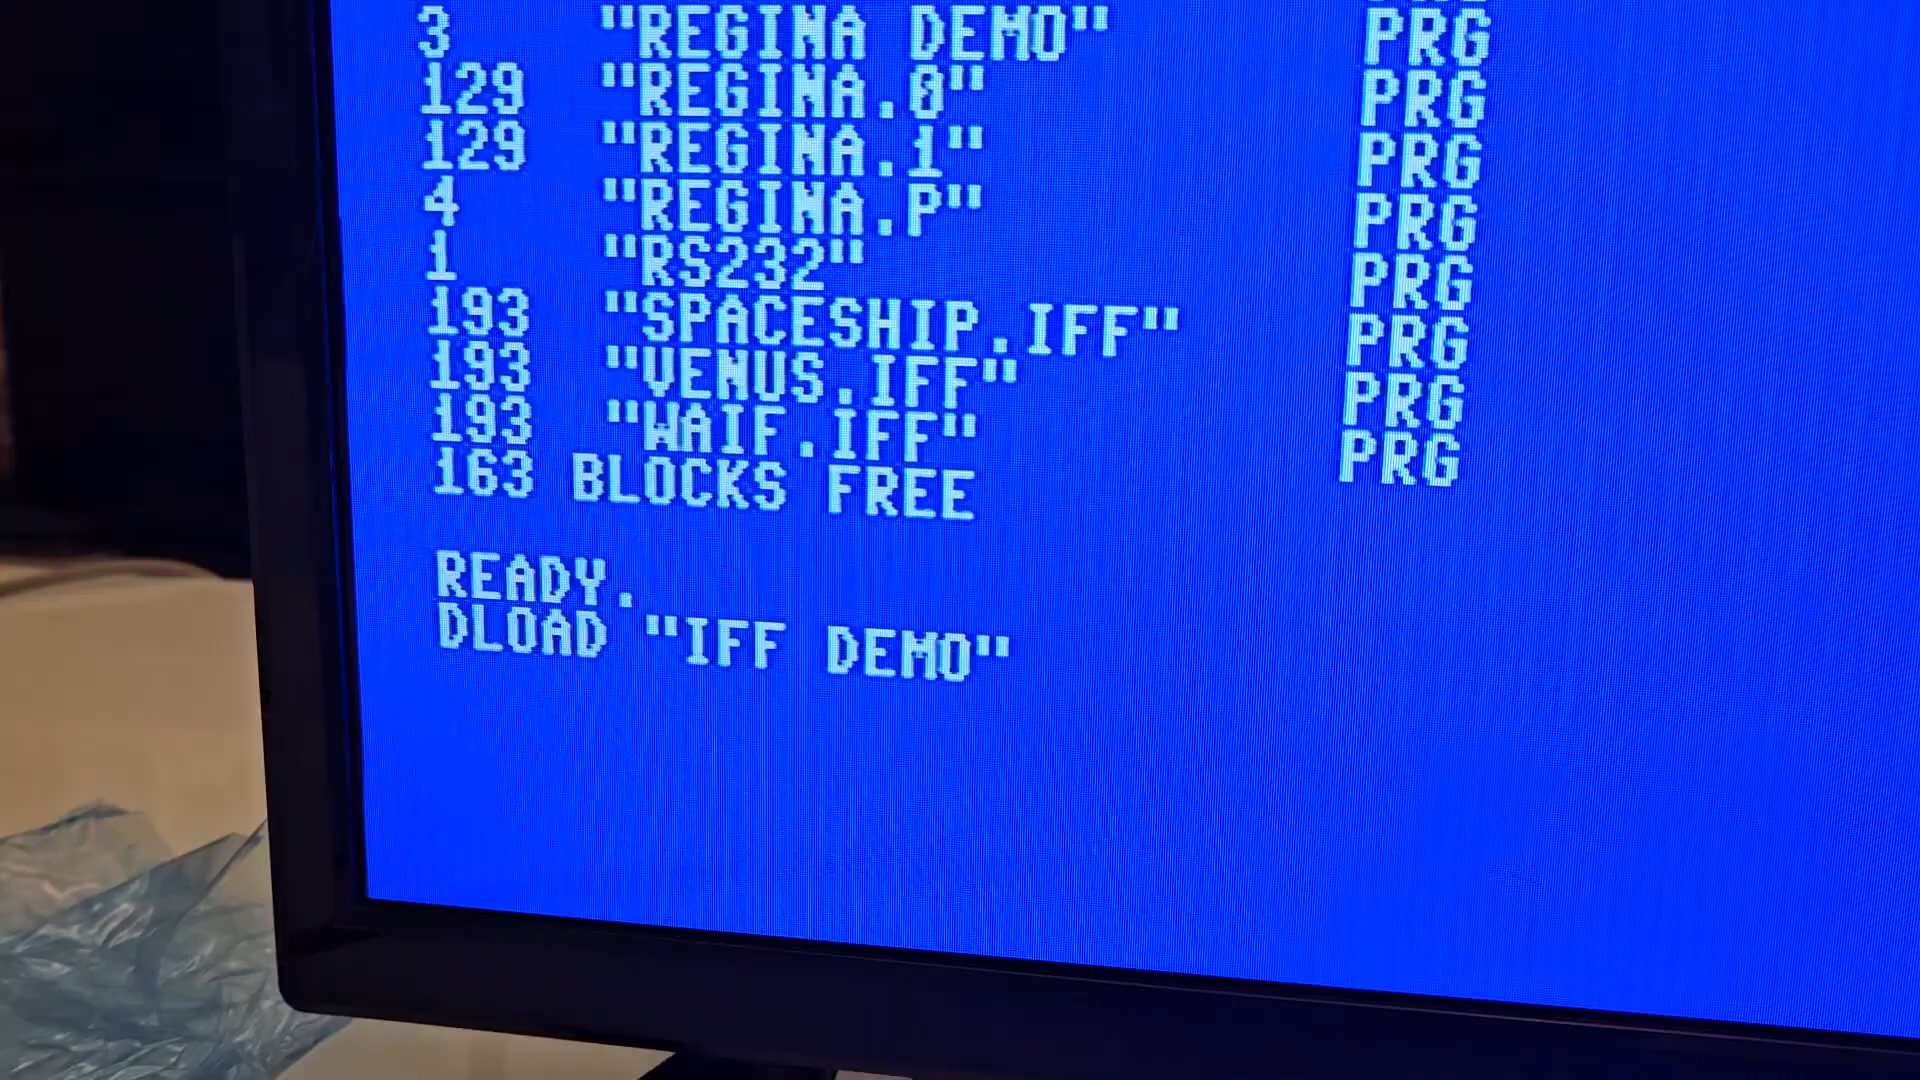 3 "REGINA DEMO" PRG
129 "REGINA.0" PRG
129 "REGINA.1" PRG
4 "REGINA.P" PRG
1 "RS232" PRG
193 "SPACESHIP.IFF" PRG
193 "VENUS.IFF" PRG
193 "WAIF.IFF" PRG
163 BLOCKS FREE
READY.
DLOAD "IFF DEMO"